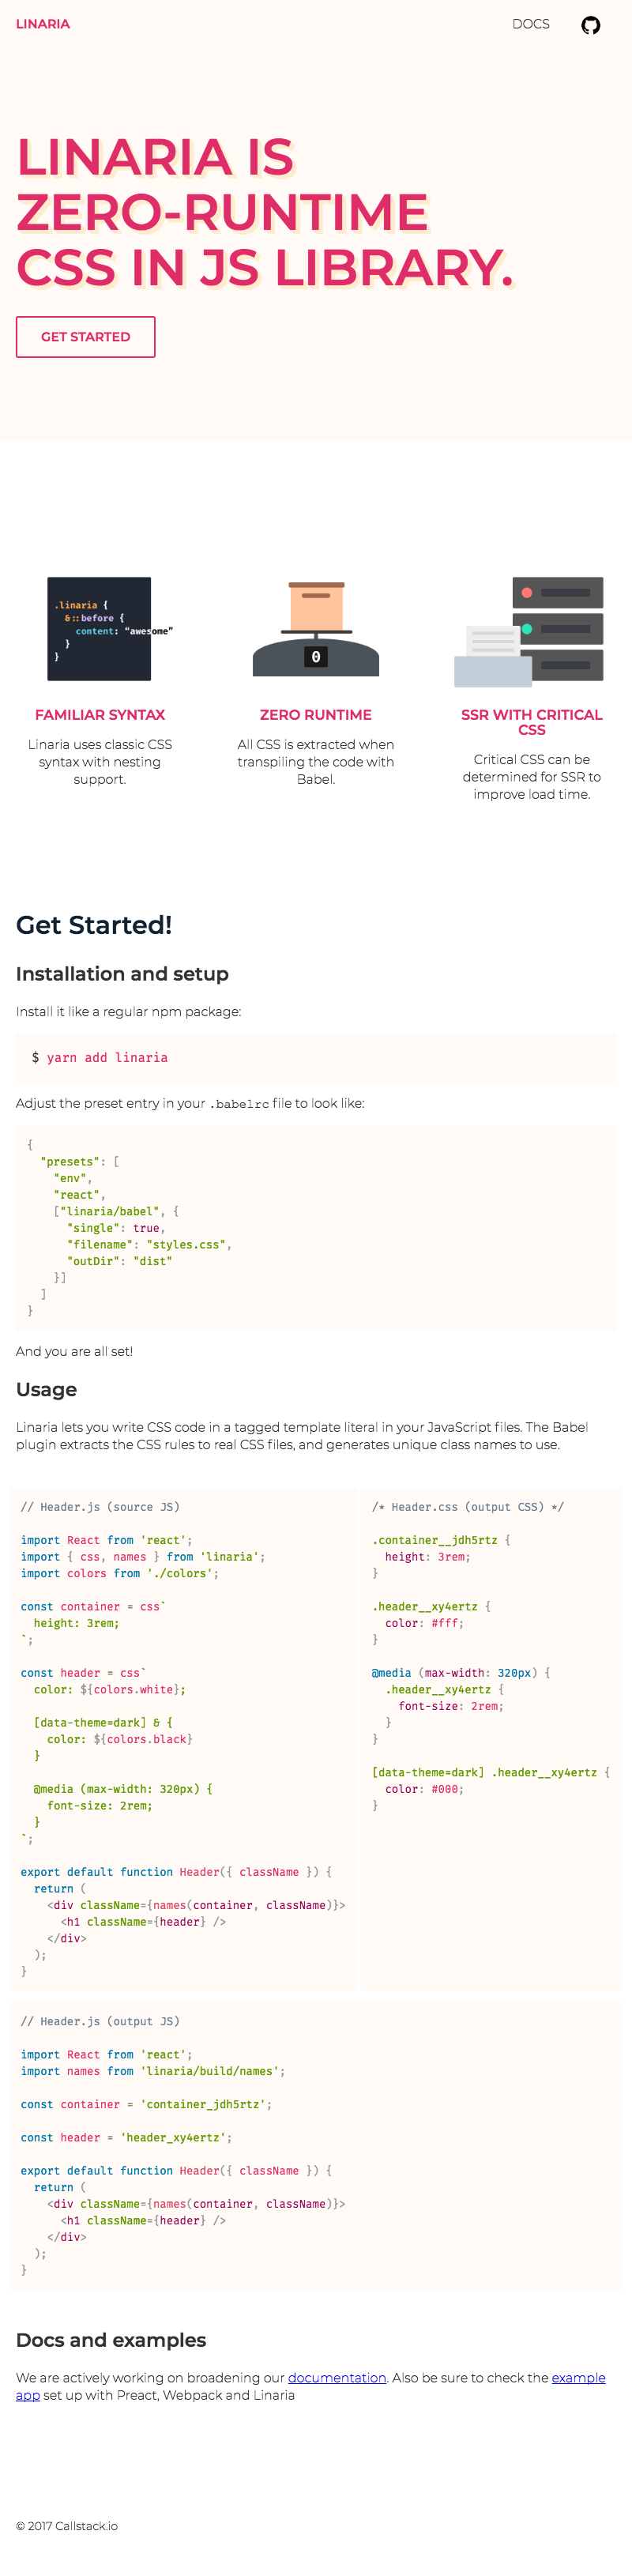 LINARIA
DOCS
LINARIA IS
ZERO-RUNTIME
CSS IN JS LIBRARY.
GET STARTED
.linaria {
  &::before {
    content: “awesome”
  }
}
0
FAMILIAR SYNTAX
Linaria uses classic CSS
syntax with nesting
support.
ZERO RUNTIME
All CSS is extracted when
transpiling the code with
Babel.
SSR WITH CRITICAL
CSS
Critical CSS can be
determined for SSR to
improve load time.
Get Started!
Installation and setup
Install it like a regular npm package:
$ yarn add linaria
Adjust the preset entry in your .babelrc file to look like:
{
  "presets": [
    "env",
    "react",
    ["linaria/babel", {
      "single": true,
      "filename": "styles.css",
      "outDir": "dist"
    }]
  ]
}
And you are all set!
Usage
Linaria lets you write CSS code in a tagged template literal in your JavaScript files. The Babel
plugin extracts the CSS rules to real CSS files, and generates unique class names to use.
// Header.js (source JS)
import React from 'react';
import { css, names } from 'linaria';
import colors from './colors';
const container = css`
  height: 3rem;
`;
const header = css`
  color: ${colors.white};
  [data-theme=dark] & {
    color: ${colors.black}
  }
  @media (max-width: 320px) {
    font-size: 2rem;
  }
`;
export default function Header({ className }) {
  return (
    <div className={names(container, className)}>
      <h1 className={header} />
    </div>
  );
}
/* Header.css (output CSS) */
.container__jdh5rtz {
  height: 3rem;
}
.header__xy4ertz {
  color: #fff;
}
@media (max-width: 320px) {
  .header__xy4ertz {
    font-size: 2rem;
  }
}
[data-theme=dark] .header__xy4ertz {
  color: #000;
}
// Header.js (output JS)
import React from 'react';
import names from 'linaria/build/names';
const container = 'container_jdh5rtz';
const header = 'header_xy4ertz';
export default function Header({ className }) {
  return (
    <div className={names(container, className)}>
      <h1 className={header} />
    </div>
  );
}
Docs and examples
We are actively working on broadening our documentation. Also be sure to check the example
app set up with Preact, Webpack and Linaria
© 2017 Callstack.io